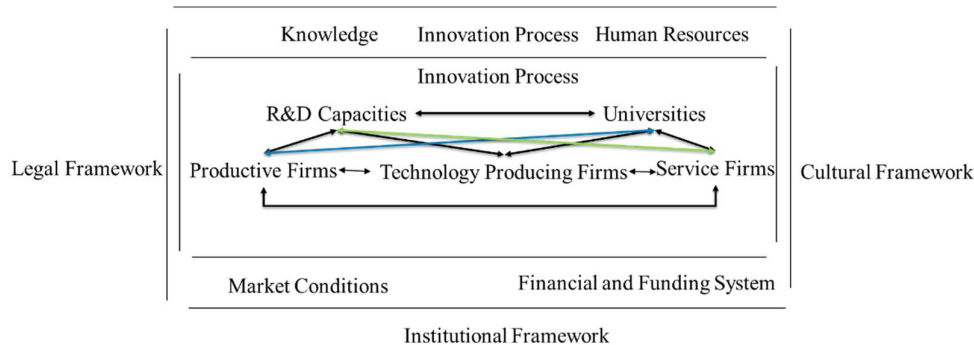 Knowledge Innovation Process Human Resources
Innovation Process
R&D Capacities Universities
Legal Framework
Productive Firms Technology Producing Firms Service Firms
Cultural Framework
Market Conditions Financial and Funding System
Institutional Framework